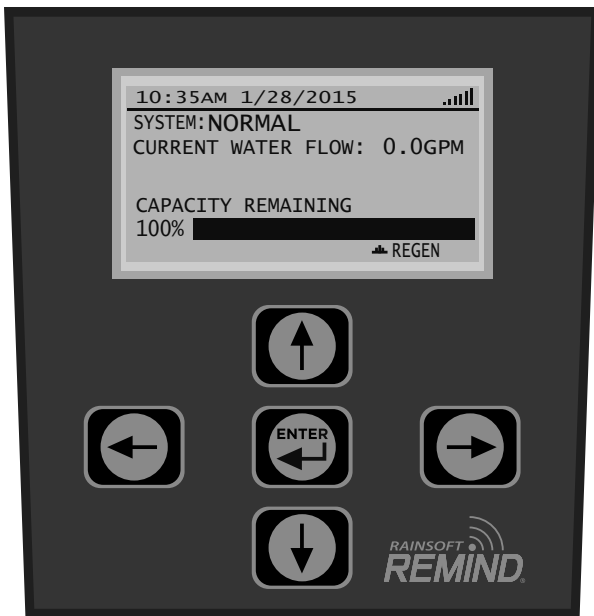 10:35AM 1/28/2015
SYSTEM:NORMAL
CURRENT WATER FLOW: 0.0GPM
CAPACITY REMAINING
100%
REGEN
ENTER
RAINSOFT
REMIND®